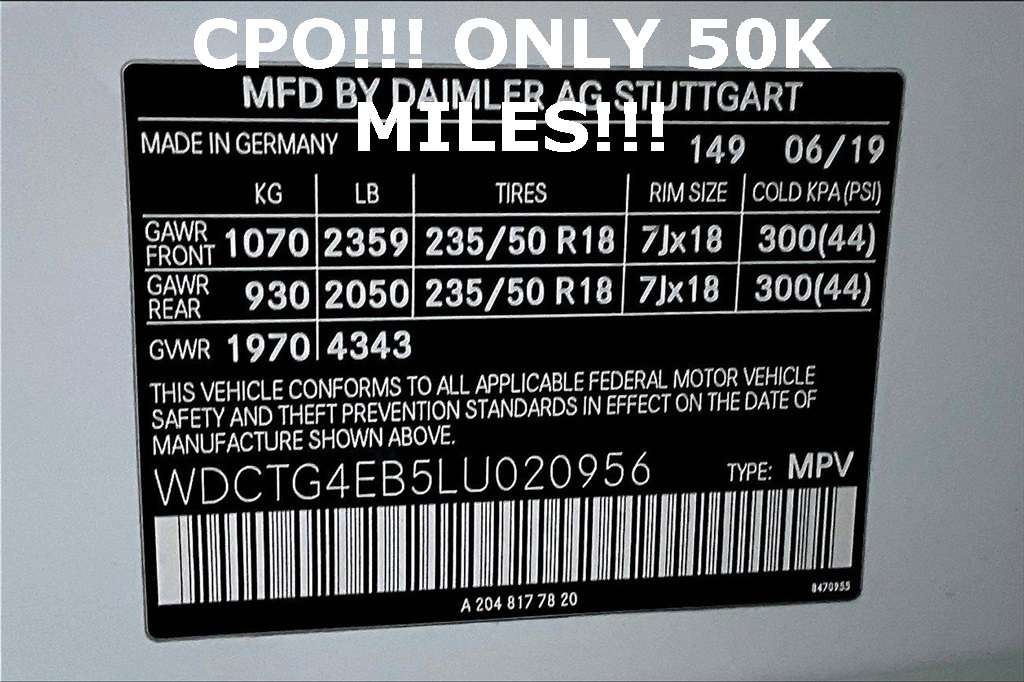 CPO!!! ONLY 50K
MILES!!!
MFD BY DAIMLER AG STUTTGART
MADE IN GERMANY 149 06/19
KG LB TIRES RIM SIZE COLD KPA(PSI)
GAWR FRONT 1070 2359 235/50 R18 7Jx18 300(44)
GAWR REAR 930 2050 235/50 R18 7Jx18 300(44)
GVWR 1970 4343
THIS VEHICLE CONFORMS TO ALL APPLICABLE FEDERAL MOTOR VEHICLE
SAFETY AND THEFT PREVENTION STANDARDS IN EFFECT ON THE DATE OF
MANUFACTURE SHOWN ABOVE.
WDCTG4EB5LU020956 TYPE: MPV
8470955
A 204 817 78 20